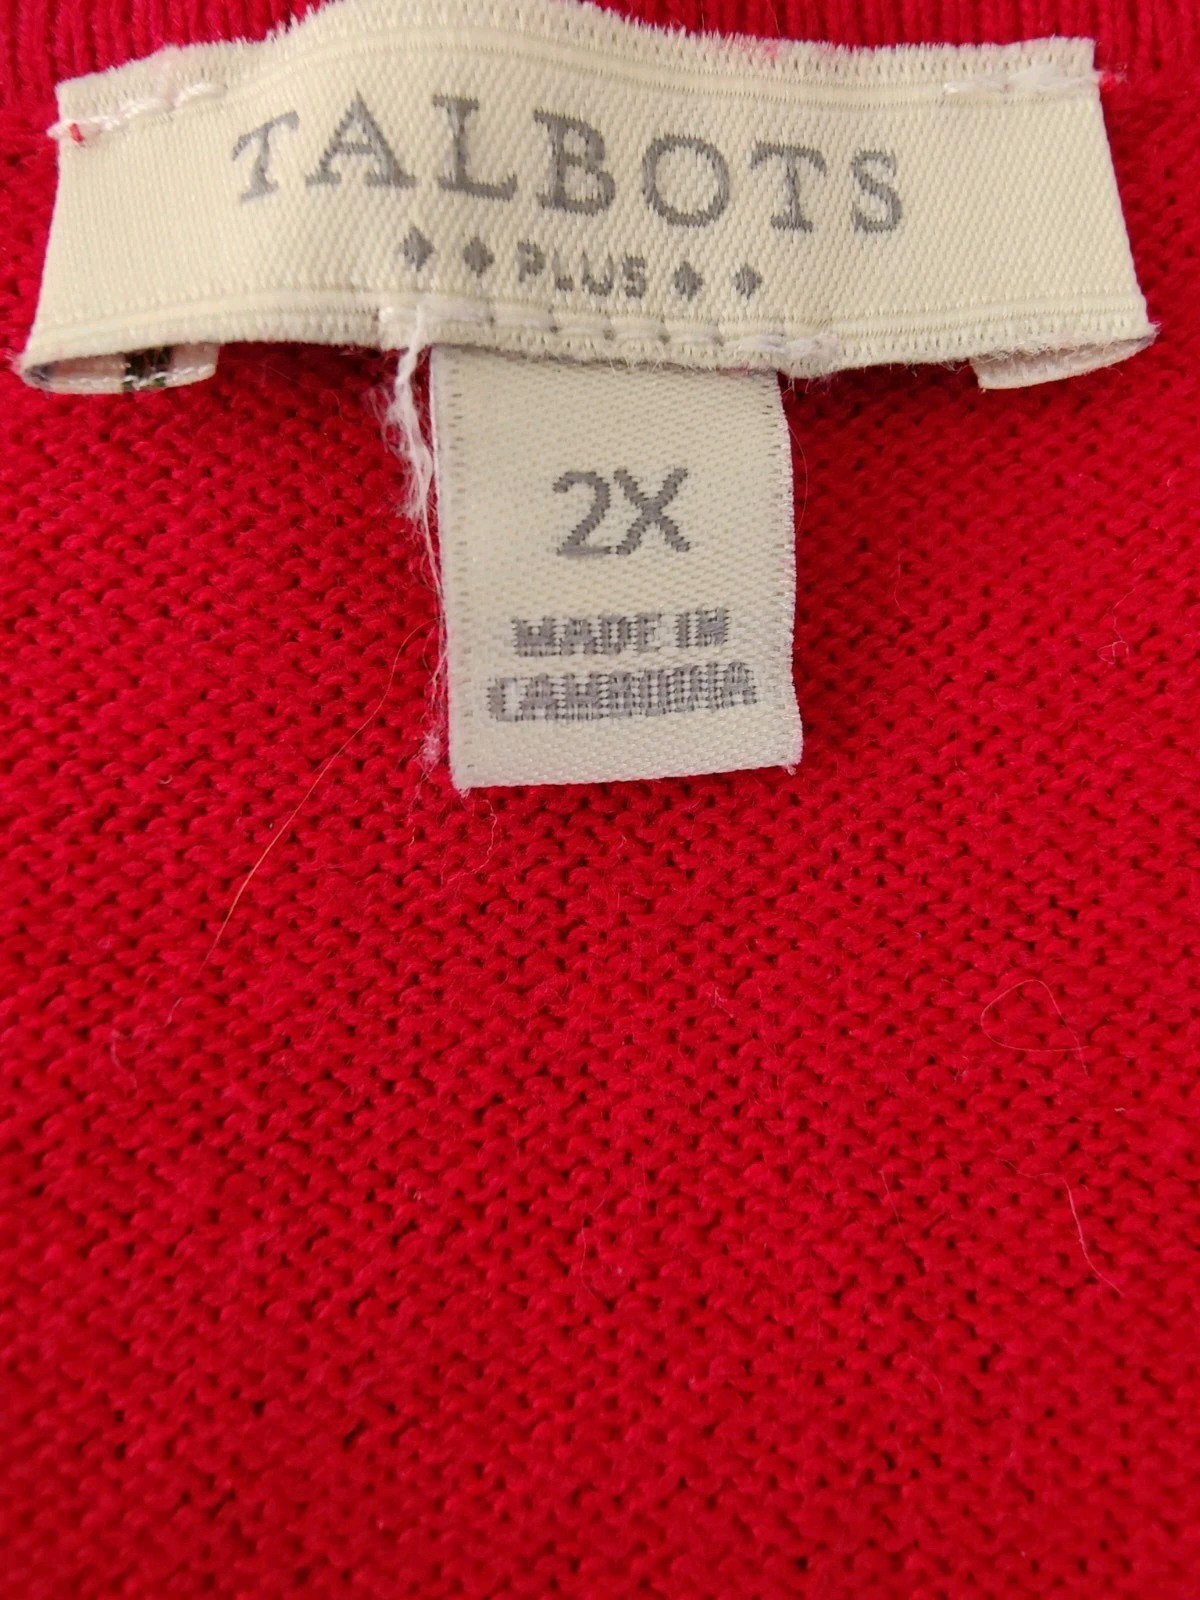 TALBOTS
◆ ◆ PLUS ◆ ◆
2X
MADE IN
CAMBODIA